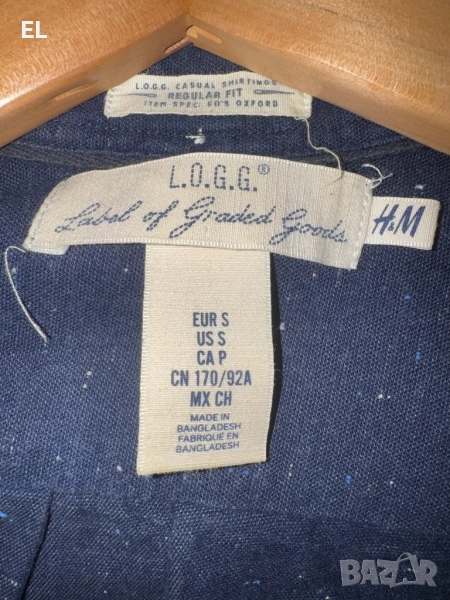 EL
L.O.G.G. CASUAL SHIRTINGS
REGULAR FIT
ITEM SPEC: 60'S OXFORD
L.O.G.G.®
Label of Graded Goods
H&M
EUR S
US S
CA P
CN 170/92A
MX CH
MADE IN
BANGLADESH
FABRIQUÉ EN
BANGLADESH
BAZAR